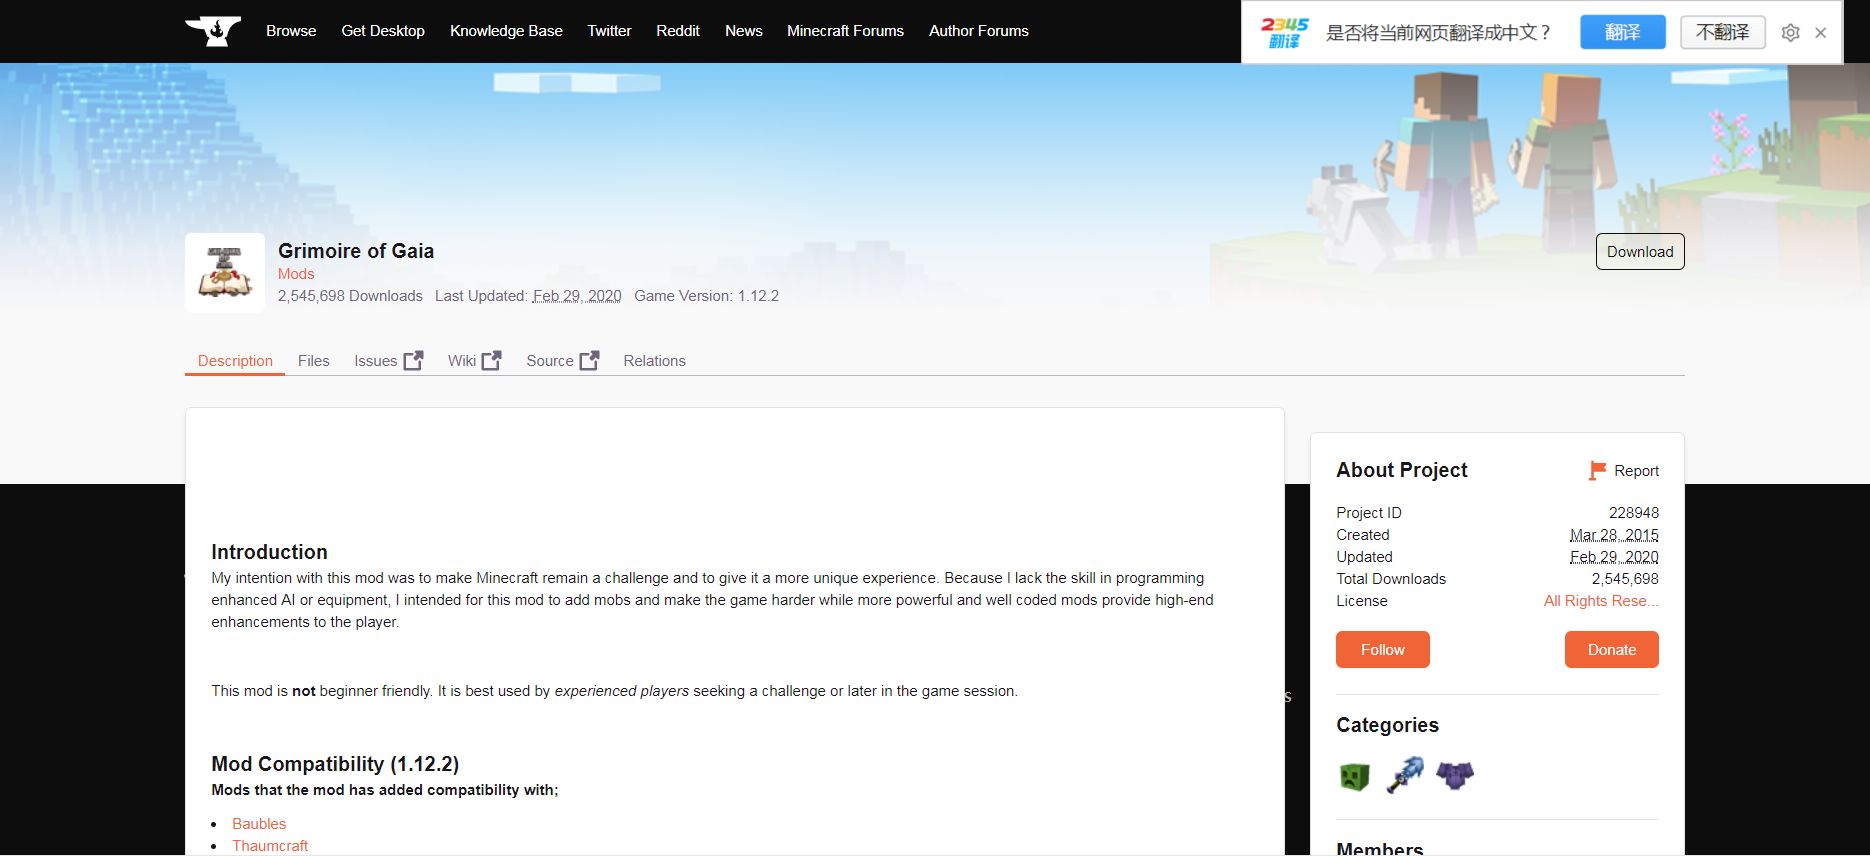 Browse Get Desktop Knowledge Base Twitter Reddit News Minecraft Forums Author Forums
2345翻译 是否将当前网页翻译成中文？ 翻译 不翻译
Grimoire of Gaia
Mods
2,545,698 Downloads Last Updated: Feb 29, 2020 Game Version: 1.12.2
Download
Description Files Issues Wiki Source Relations
Introduction
My intention with this mod was to make Minecraft remain a challenge and to give it a more unique experience. Because I lack the skill in programming
enhanced AI or equipment, I intended for this mod to add mobs and make the game harder while more powerful and well coded mods provide high-end
enhancements to the player.
This mod is not beginner friendly. It is best used by experienced players seeking a challenge or later in the game session.
Mod Compatibility (1.12.2)
Mods that the mod has added compatibility with;
Baubles
Thaumcraft
About Project Report
Project ID 228948
Created Mar 28, 2015
Updated Feb 29, 2020
Total Downloads 2,545,698
License All Rights Rese...
Follow Donate
Categories
Members